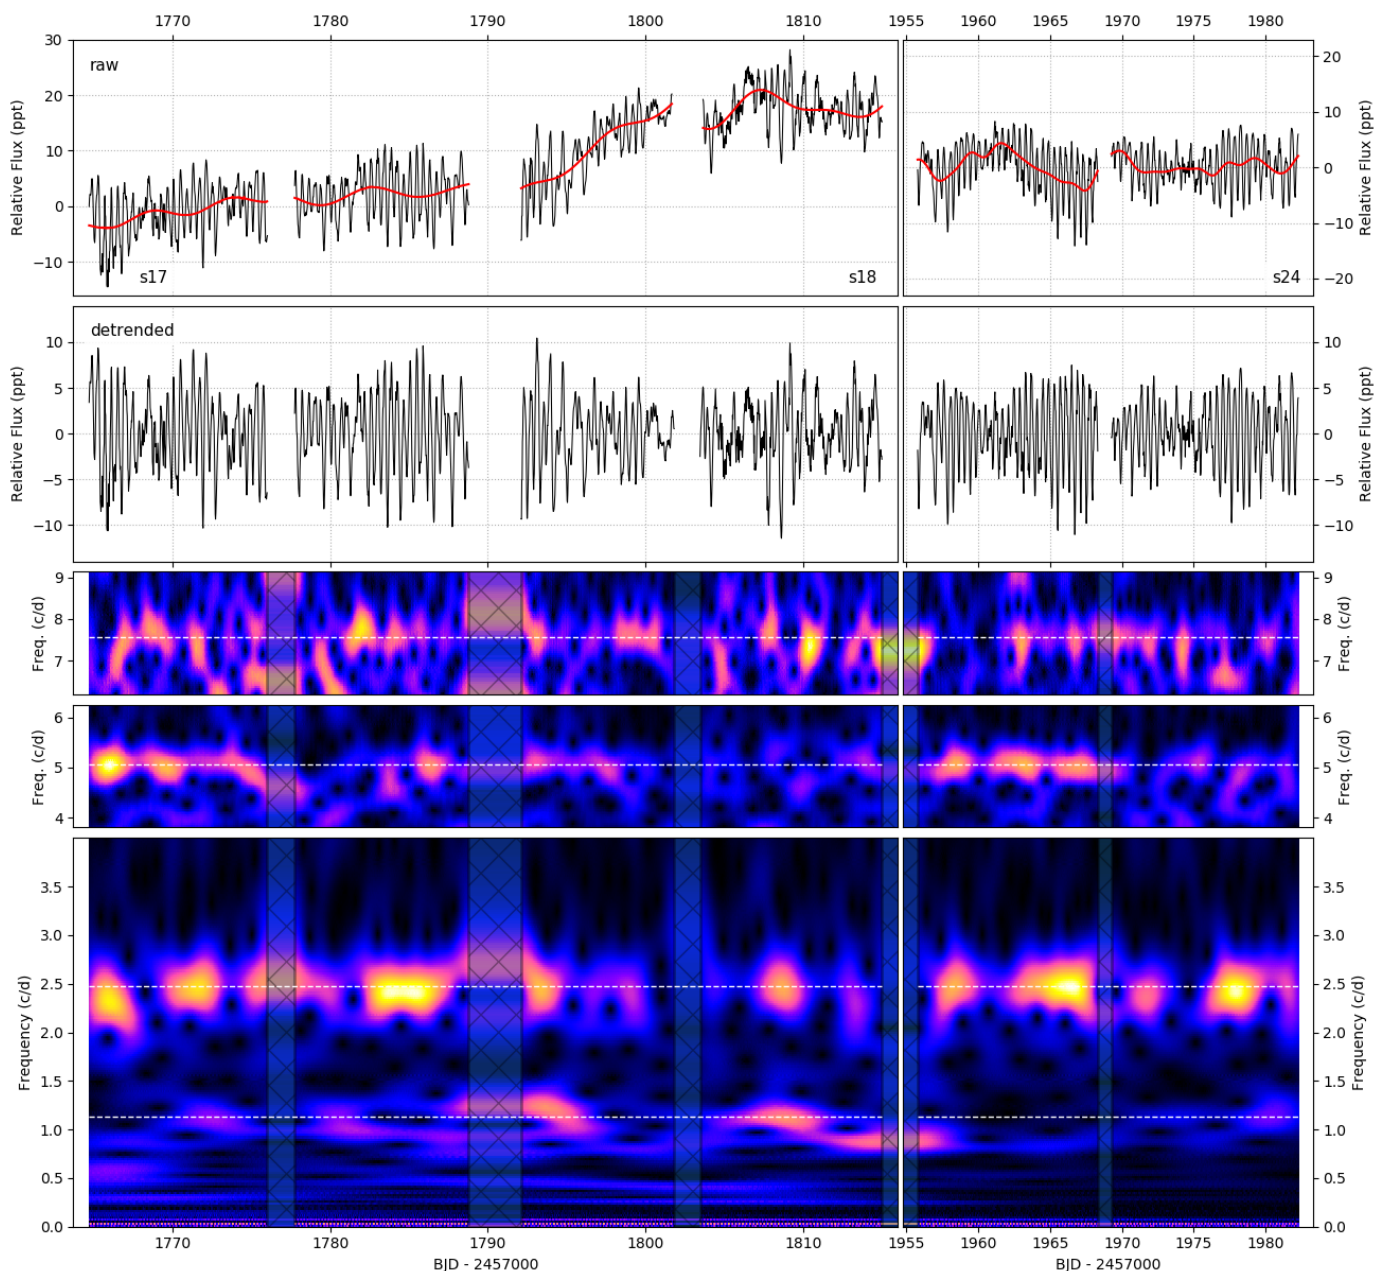 1770 1780 1790 1800 1810 1955 1960 1965 1970 1975 1980
raw
s17
s18
s24
Relative Flux (ppt)
30
20
10
0
−10
20
10
0
−10
−20
Relative Flux (ppt)
detrended
Relative Flux (ppt)
10
5
0
−5
−10
10
5
0
−5
−10
Relative Flux (ppt)
Freq. (c/d)
9
8
7
9
8
7
Freq. (c/d)
Freq. (c/d)
6
5
4
6
5
4
Freq. (c/d)
Frequency (c/d)
3.5
3.0
2.5
2.0
1.5
1.0
0.5
0.0
3.5
3.0
2.5
2.0
1.5
1.0
0.5
0.0
Frequency (c/d)
1770 1780 1790 1800 1810 1955 1960 1965 1970 1975 1980
BJD - 2457000 BJD - 2457000